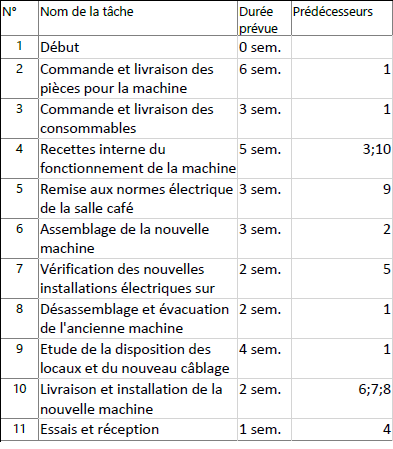 N° Nom de la tâche Durée prévue Prédécesseurs
1 Début 0 sem.
2 Commande et livraison des 6 sem. 1
pièces pour la machine
3 Commande et livraison des 3 sem. 1
consommables
4 Recettes interne du 5 sem. 3;10
fonctionnement de la machine
5 Remise aux normes électrique 3 sem. 9
de la salle café
6 Assemblage de la nouvelle 3 sem. 2
machine
7 Vérification des nouvelles 2 sem. 5
installations électriques sur
8 Désassemblage et évacuation 2 sem. 1
de l'ancienne machine
9 Etude de la disposition des 4 sem. 1
locaux et du nouveau câblage
10 Livraison et installation de la 2 sem. 6;7;8
nouvelle machine
11 Essais et réception 1 sem. 4